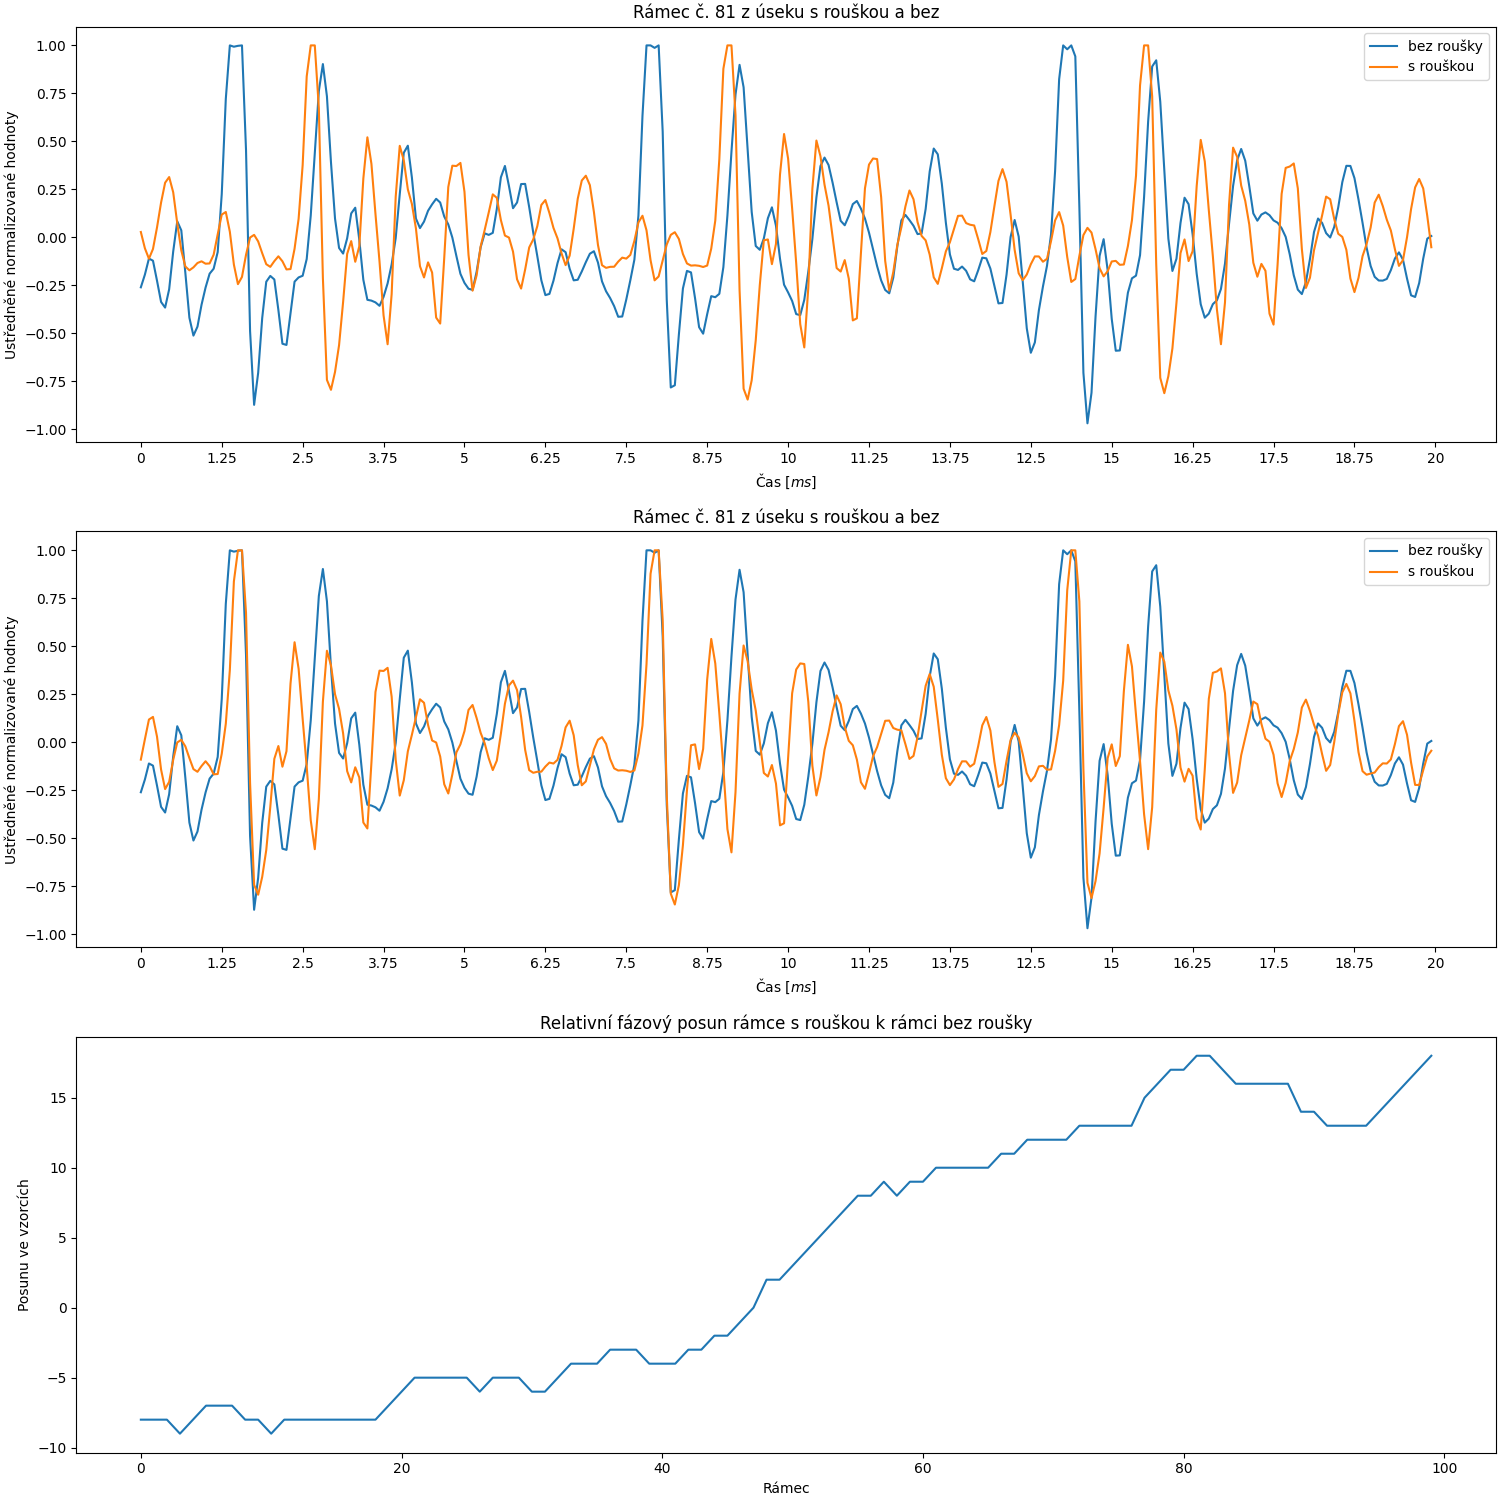 Rámec č. 81 z úseku s rouškou a bez
bez roušky
s rouškou
Ustředněné normalizované hodnoty
1.00
0.75
0.50
0.25
0.00
−0.25
−0.50
−0.75
−1.00
0 1.25 2.5 3.75 5 6.25 7.5 8.75 10 11.25 13.75 12.5 15 16.25 17.5 18.75 20
Čas [ms]
Rámec č. 81 z úseku s rouškou a bez
bez roušky
s rouškou
Ustředněné normalizované hodnoty
1.00
0.75
0.50
0.25
0.00
−0.25
−0.50
−0.75
−1.00
0 1.25 2.5 3.75 5 6.25 7.5 8.75 10 11.25 13.75 12.5 15 16.25 17.5 18.75 20
Čas [ms]
Relativní fázový posun rámce s rouškou k rámci bez roušky
Posunu ve vzorcích
15
10
5
0
−5
−10
0 20 40 60 80 100
Rámec